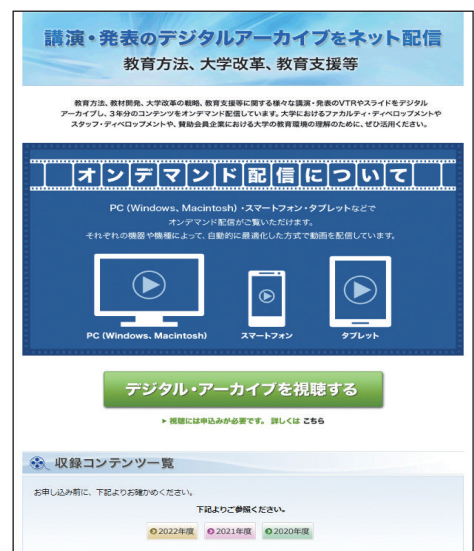 講演・発表のデジタルアーカイブをネット配信
教育方法、大学改革、教育支援等
教育方法、教材開発、大学改革の戦略、教育支援等に関する様々な講演・発表のVTRやスライドをデジタル
アーカイブし、3年分のコンテンツをオンデマンド配信しています。大学におけるファカルティ・ディベロップメントや
スタッフ・ディベロップメントや、賛助会員企業における大学の教育環境の理解のために、ぜひ活用ください。
オンデマンド配信について
PC (Windows、Macintosh)・スマートフォン・タブレットなどで
オンデマンド配信がご覧いただけます。
それぞれの機器や機種によって、自動的に最適化した方式で動画を配信しています。
PC (Windows、Macintosh)
スマートフォン
タブレット
デジタル・アーカイブを視聴する
視聴には申込みが必要です。 詳しくは こちら
収録コンテンツ一覧
お申し込み前に、下記よりお確かめください。
下記よりご参照ください。
2022年度 2021年度 2020年度